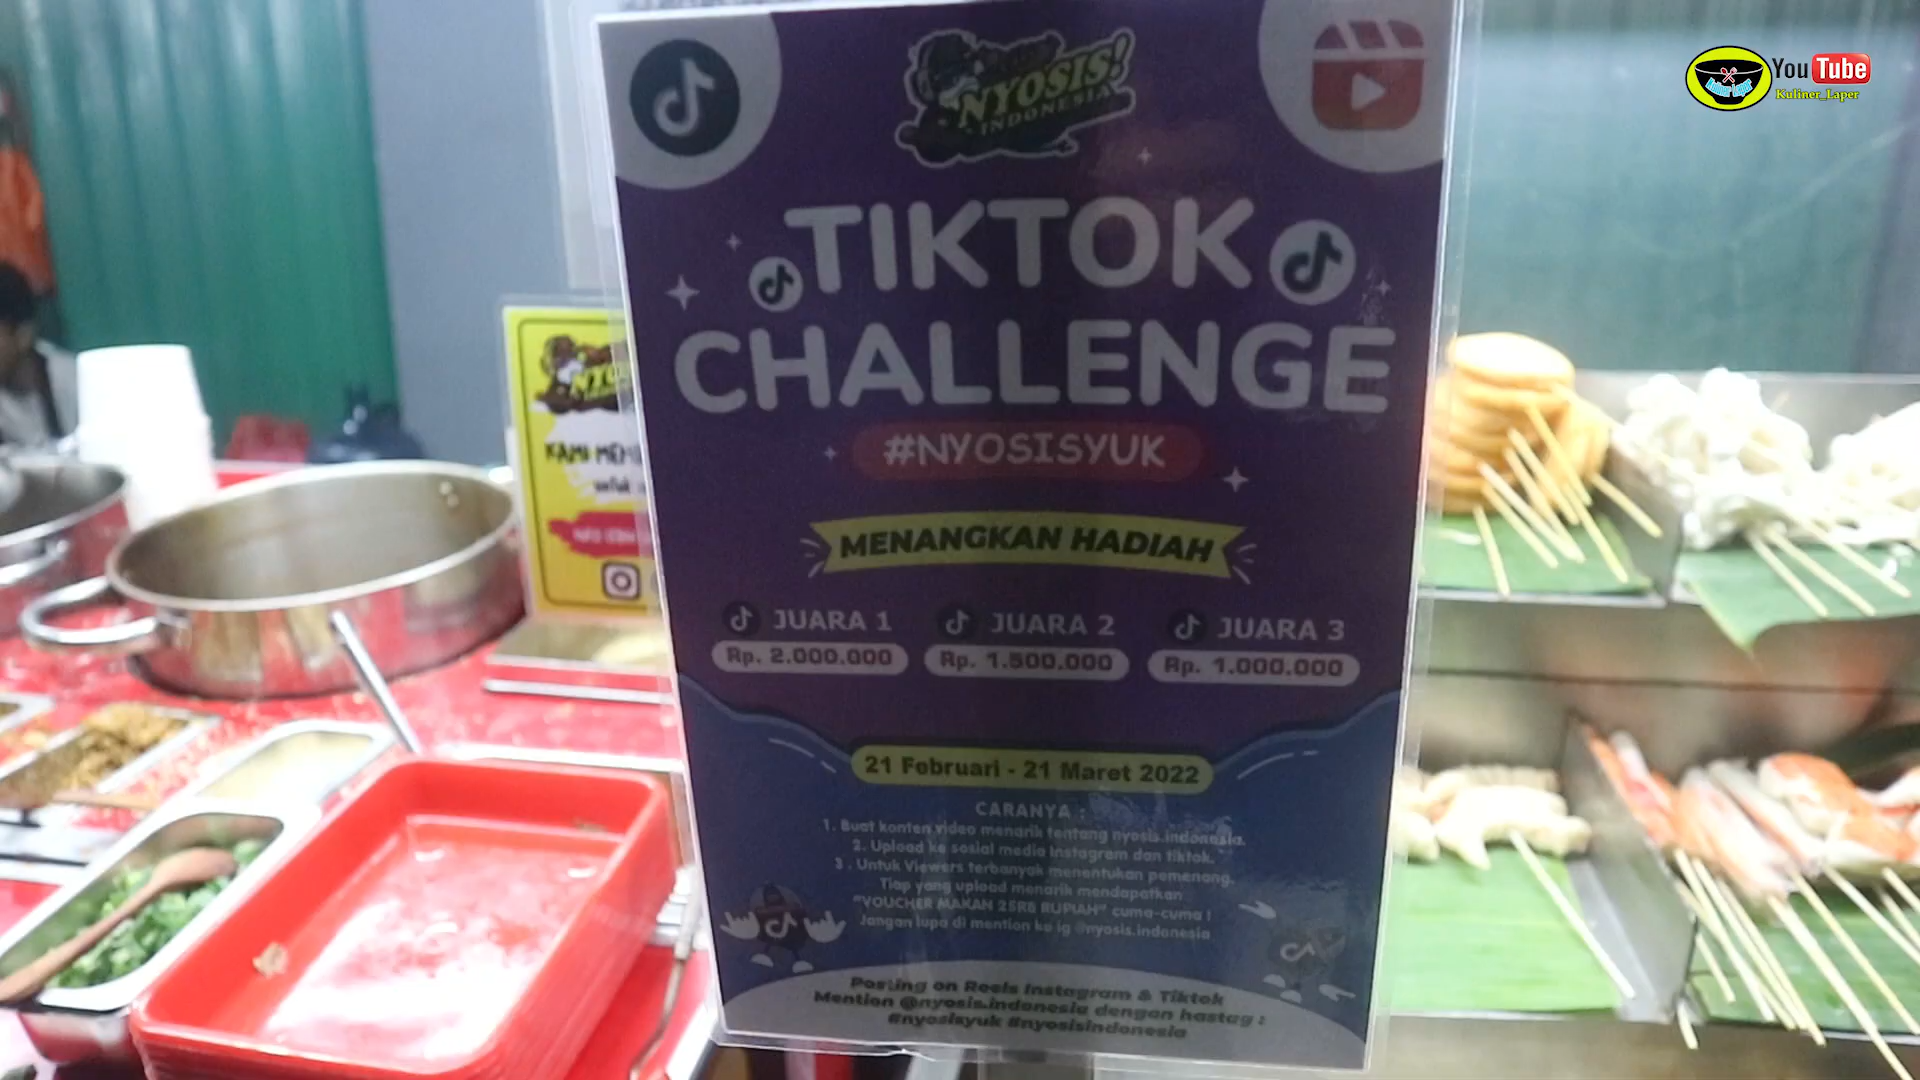 You Tube
Kuliner_Laper
NYOSIS!
INDONESIA
TIKTOK
CHALLENGE
#NYOSISYUK
MENANGKAN HADIAH
JUARA 1 JUARA 2 JUARA 3
Rp. 2.000.000 Rp. 1.500.000 Rp. 1.000.000
21 Februari - 21 Maret 2022
CARANYA :
1. Buat konten video menarik tentang nyosis.indonesia.
2. Upload ke sosial media Instagram dan tiktok.
3 . Untuk Viewers terbanyak menentukan pemenang.
Tiap yang upload menarik mendapatkan
"VOUCHER MAKAN 25RB RUPIAH" cuma-cuma !
Jangan lupa di mention ke ig @nyosis.indonesia
Posting on Reels Instagram & Tiktok
Mention @nyosis.indonesia dengan hastag :
#nyosisyuk #nyosisindonesia